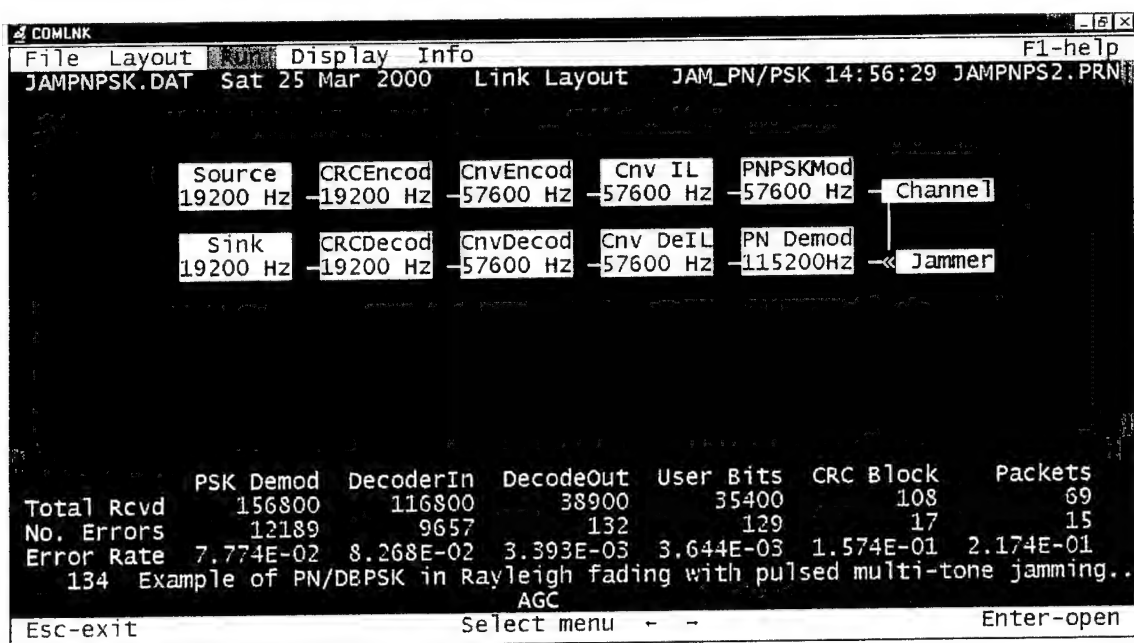 COMLNK
File Layout Run Display Info F1-help
JAMPNPSK.DAT Sat 25 Mar 2000 Link Layout JAM_PN/PSK 14:56:29 JAMPNPS2.PRN
Source CRCEncod CnvEncod Cnv IL PNPSKMod
19200 Hz 19200 Hz 57600 Hz 57600 Hz 57600 Hz Channel
Sink CRCDecod CnvDecod Cnv DeIL PN Demod
19200 Hz 19200 Hz 57600 Hz 57600 Hz 115200Hz « Jammer
PSK Demod DecoderIn DecodeOut User Bits CRC Block Packets
Total Rcvd 156800 116800 38900 35400 108 69
No. Errors 12189 9657 132 129 17 15
Error Rate 7.774E-02 8.268E-02 3.393E-03 3.644E-03 1.574E-01 2.174E-01
134 Example of PN/DBPSK in Rayleigh fading with pulsed multi-tone jamming..
AGC
Esc-exit Select menu ← → Enter-open